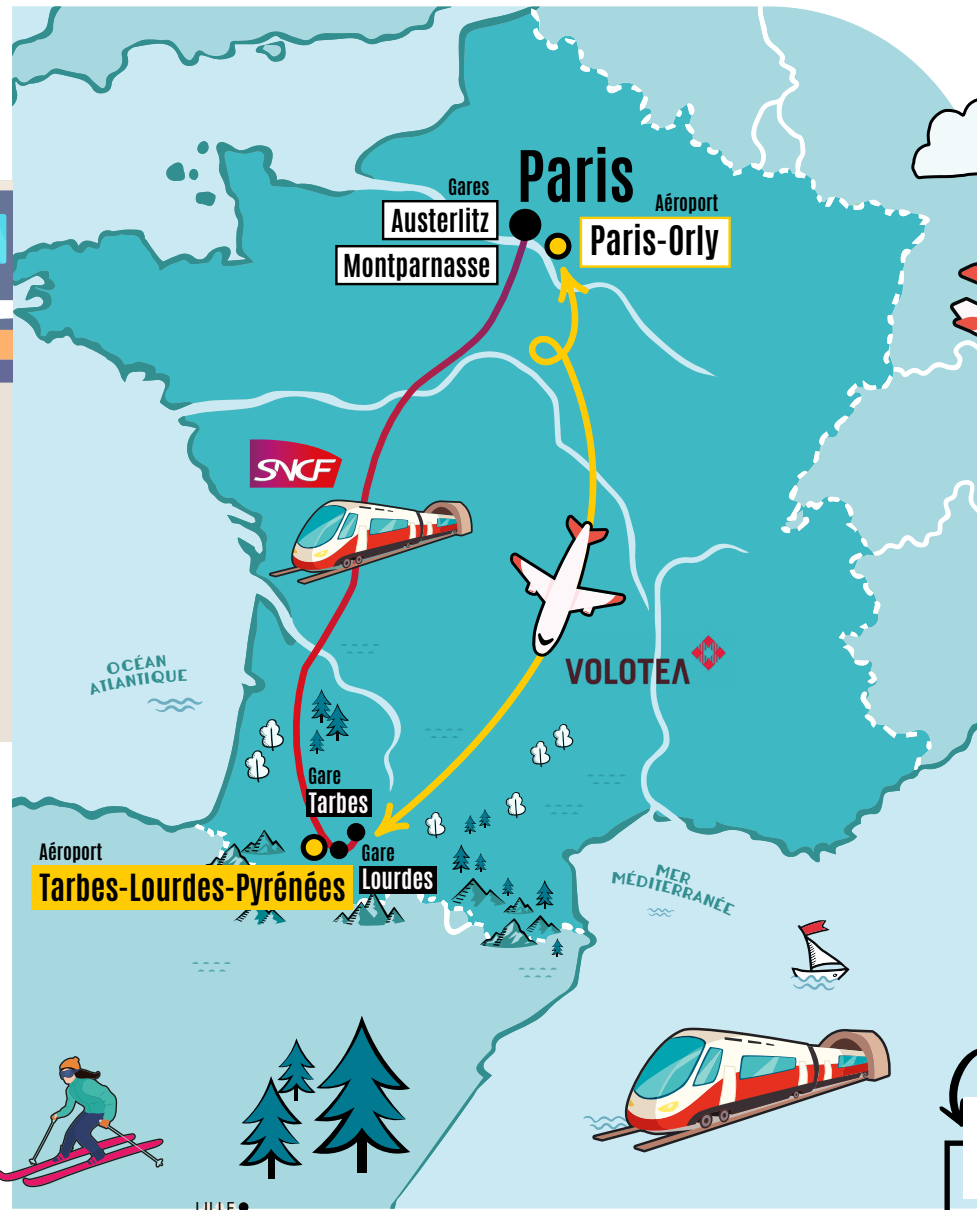 Paris
Gares
Austerlitz
Montparnasse
Aéroport
Paris-Orly
SNCF
OCÉAN
ATLANTIQUE
VOLOTEA
Gare
Tarbes
Aéroport
Tarbes-Lourdes-Pyrénées
Gare
Lourdes
MER
MÉDITERRANÉE
LILLE